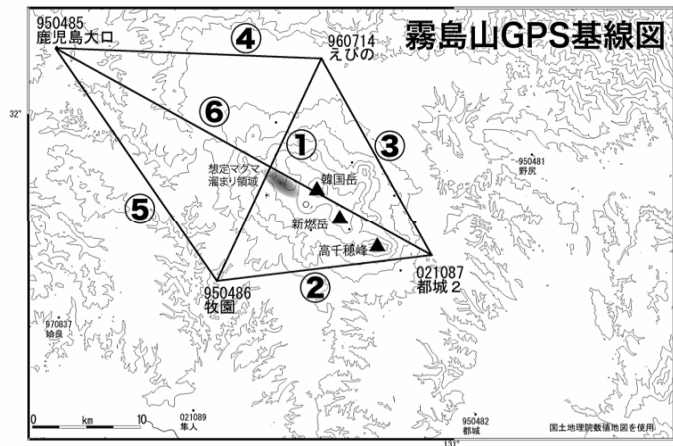 霧島山GPS基線図
950485
鹿児島大口
④
960714
えびの
32°
⑥
①
③
950481
野尻
想定マグマ
溜まり領域
韓国岳
⑤
新燃岳
高千穂峰
021087
都城２
950486
牧園
②
970837
姶良
0 km 10
021089
隼人
950482
都城
国土地理院数値地図を使用
131°